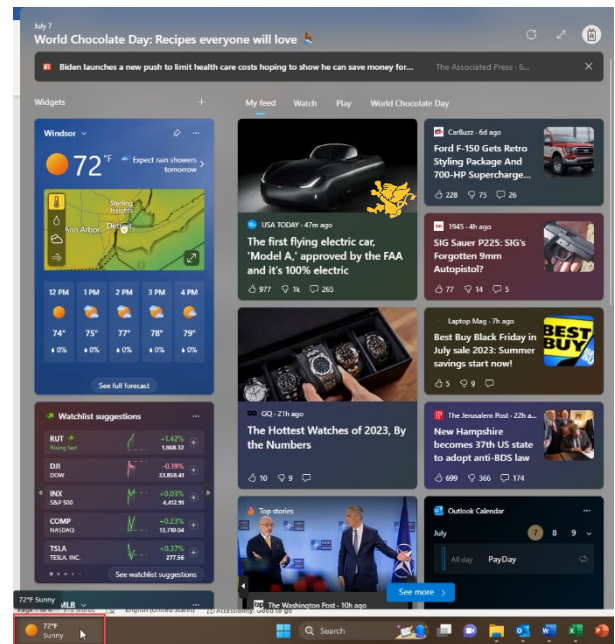 July 7
World Chocolate Day: Recipes everyone will love
Biden launches a new push to limit health care costs hoping to show he can save money for...
The Associated Press · 6...
Widgets
My feed
Watch
Play
World Chocolate Day
Windsor
72°F
Expect rain showers
tomorrow
Sterling
Heights
Ann Arbor
Detroit
12 PM
1 PM
2 PM
3 PM
4 PM
74°
75°
77°
78°
79°
0%
0%
0%
0%
0%
See full forecast
Watchlist suggestions
RUT
+1.42%
Rising fast
1,868.32
DJI
-0.19%
DOW
33,858.41
INX
+0.03%
S&P 500
4,412.91
COMP
+0.23%
NASDAQ
TSLA
+0.37%
TESLA, INC.
277.56
See watchlist suggestions
MLB
USA TODAY · 47m ago
The first flying electric car,
'Model A,' approved by the FAA
and it's 100% electric
977
1k
265
CarBuzz · 6d ago
Ford F-150 Gets Retro
Styling Package And
700-HP Supercharge...
228
75
26
1945 · 4h ago
SIG Sauer P225: SIG's
Forgotten 9mm
Autopistol?
77
14
5
GQ · 21h ago
The Hottest Watches of 2023, By
the Numbers
10
9
Laptop Mag · 7h ago
Best Buy Black Friday in
July sale 2023: Summer
savings start now!
5
9
BEST
BUY
The Jerusalem Post · 22h a...
New Hampshire
becomes 37th US state
to adopt anti-BDS law
699
366
174
Top stories
The Washington Post · 10h ago
Outlook Calendar
July
7
8
9
All day
PayDay
See more
72°F Sunny
English (United States)
72°F
Sunny
Search